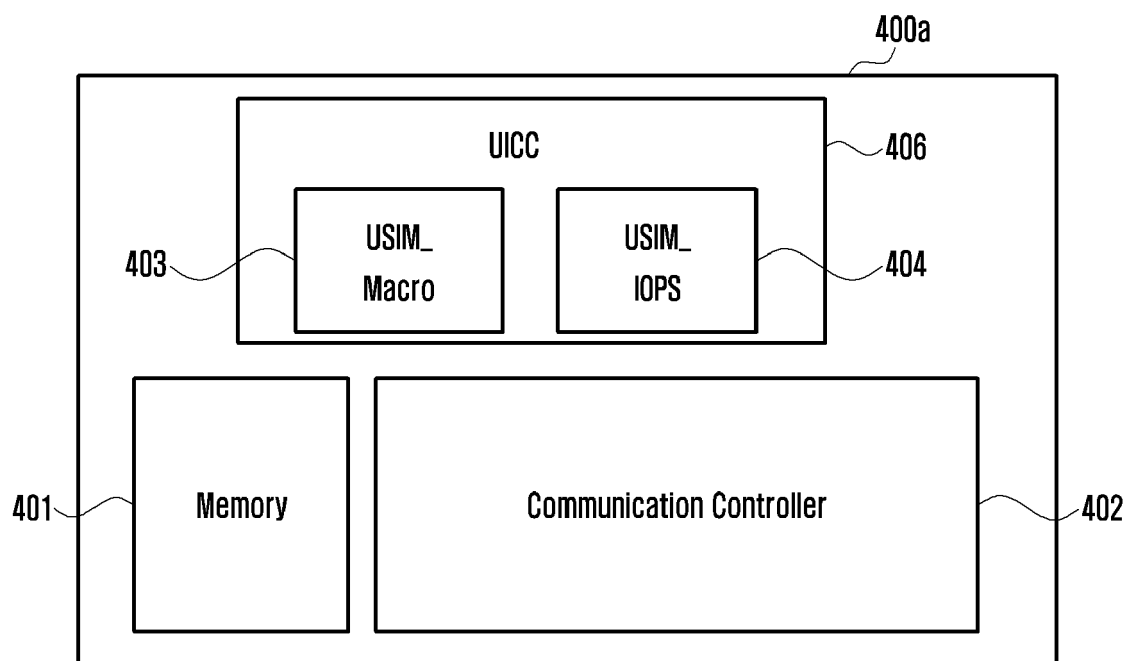 400a
UICC
406
USIM_
Macro
USIM_
IOPS
403
404
401
Memory
Communication Controller
402